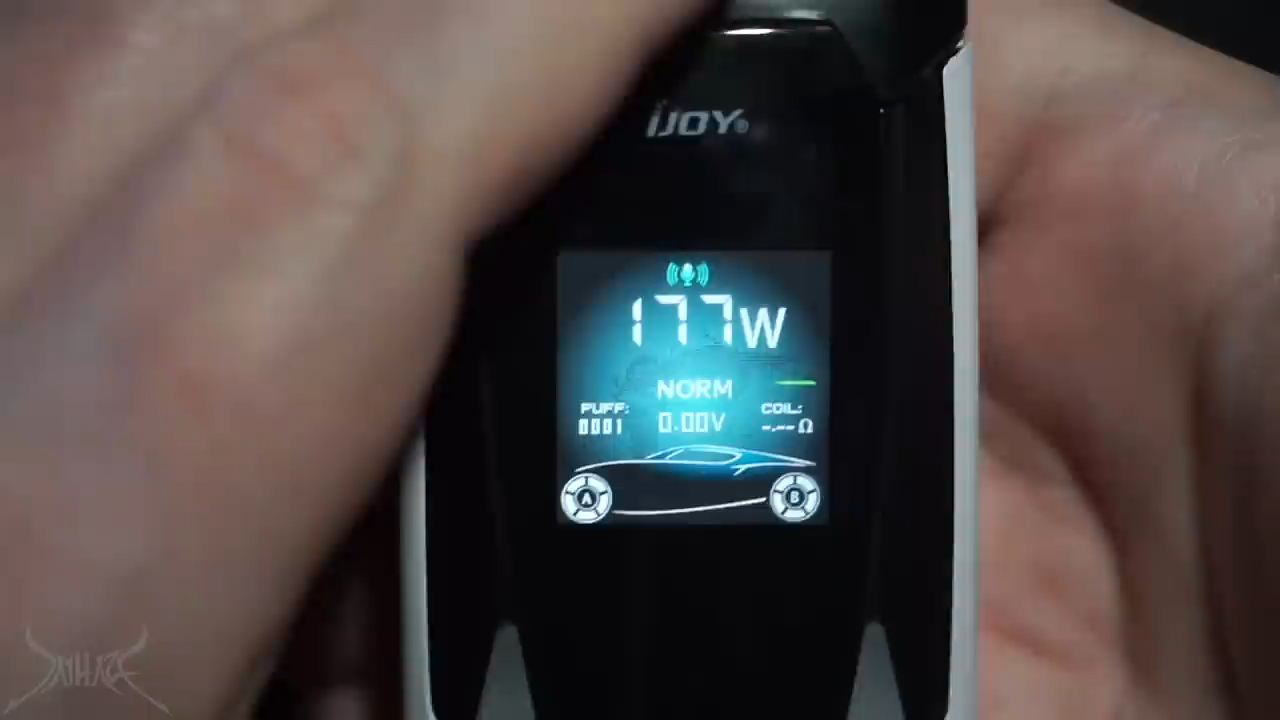 iJOY®
177W
NORM
PUFF:
0001
0.00V
COIL:
-.--Ω
A
B